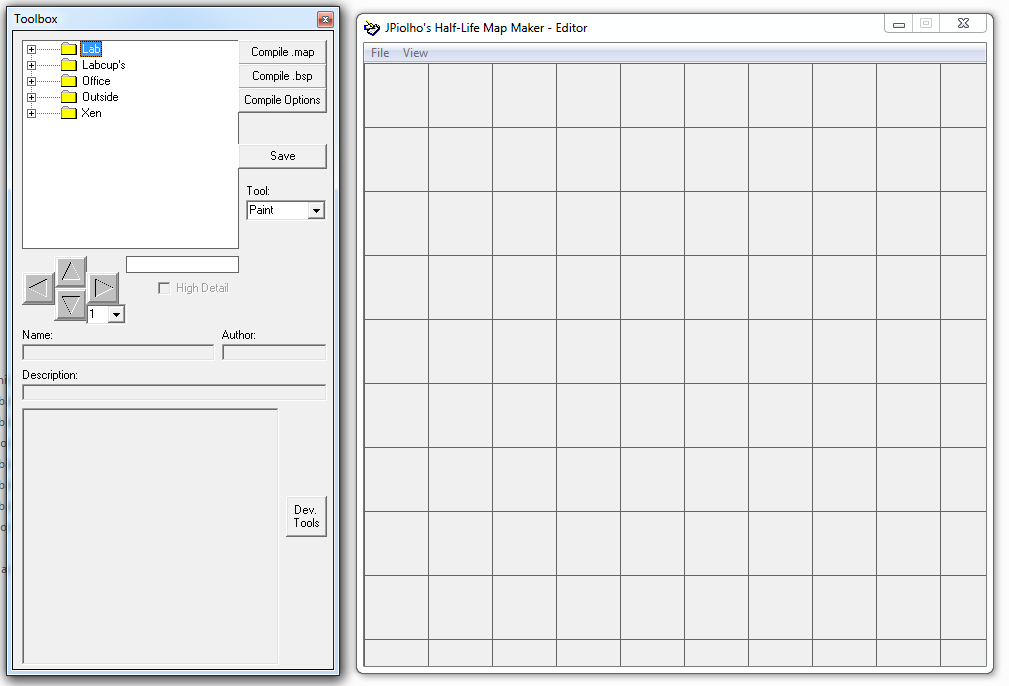 Toolbox
Lab
Labcup's
Office
Outside
Xen
Compile .map
Compile .bsp
Compile Options
Save
Tool:
Paint
High Detail
1
Name:
Author:
Description:
Dev.
Tools
JPiolho's Half-Life Map Maker - Editor
File View